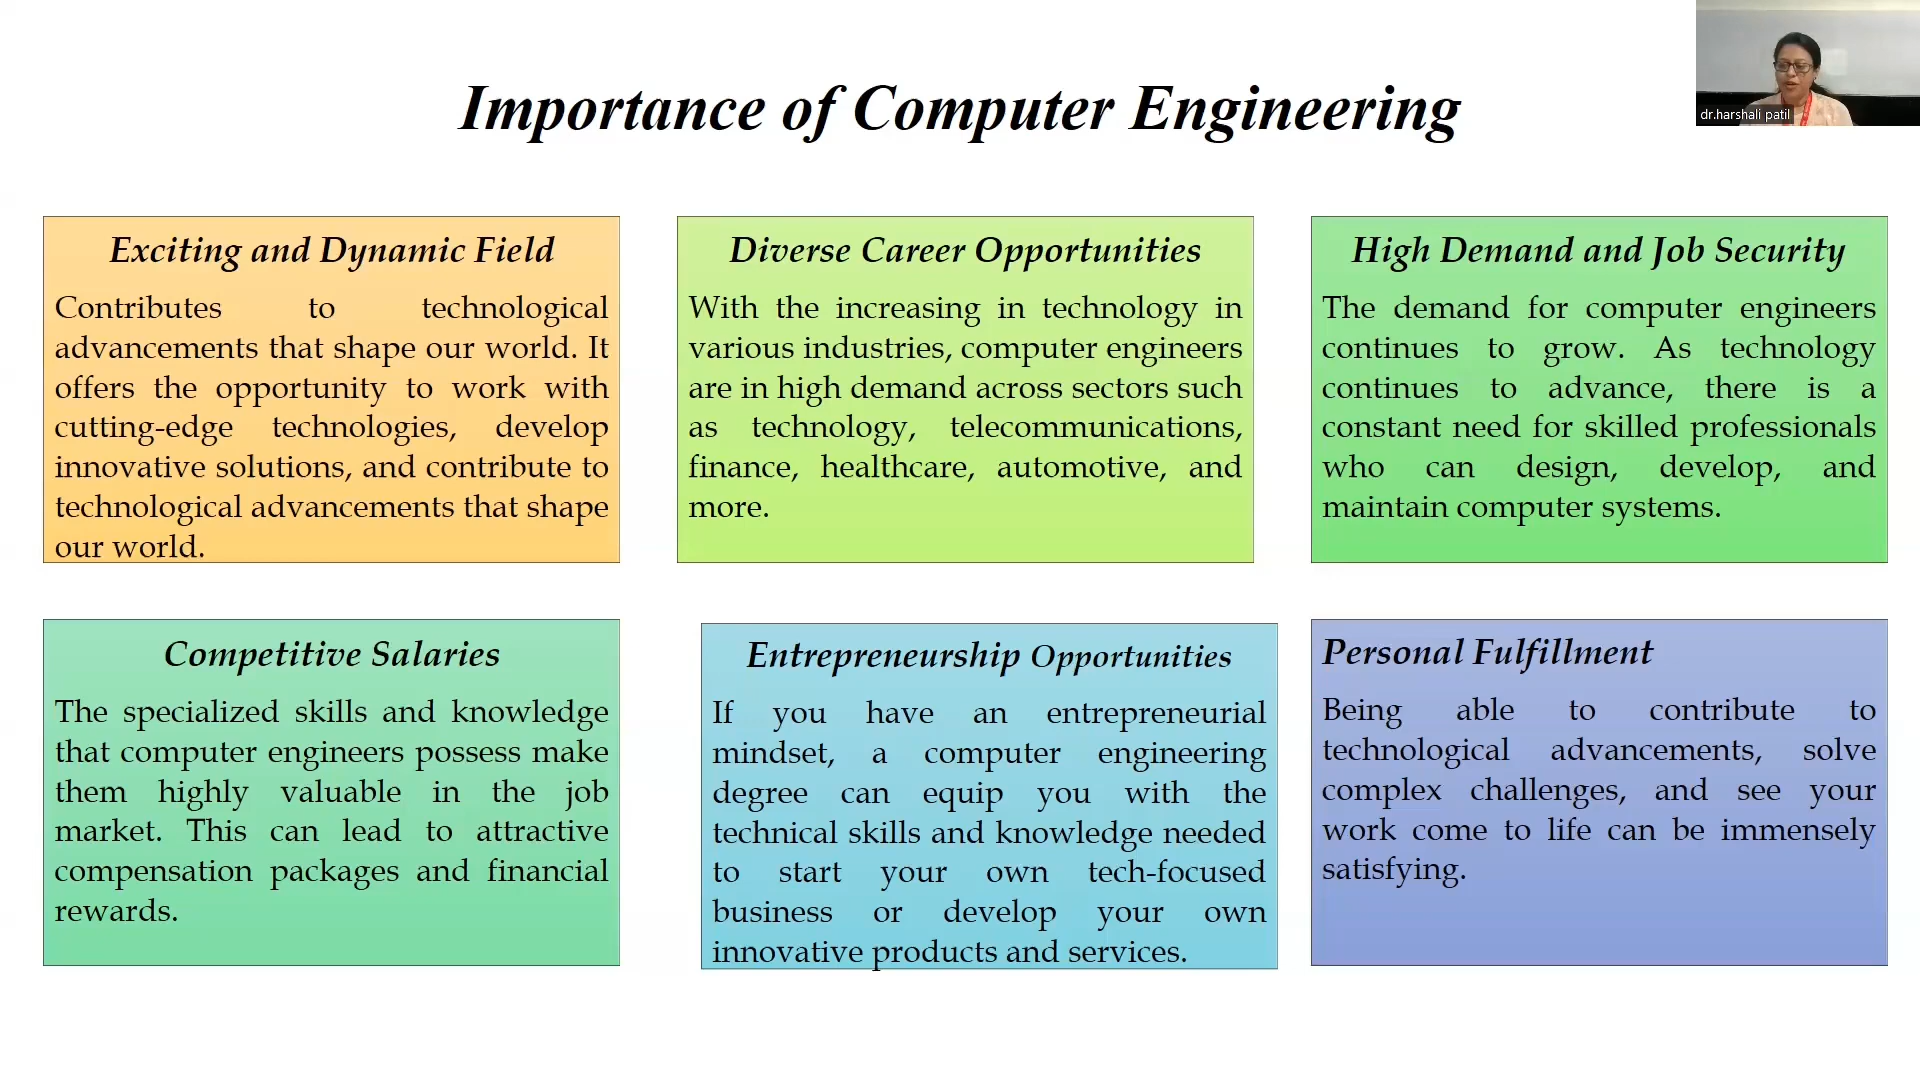 Importance of Computer Engineering
dr.harshali patil
Exciting and Dynamic Field
Contributes to technological
advancements that shape our world. It
offers the opportunity to work with
cutting-edge technologies, develop
innovative solutions, and contribute to
technological advancements that shape
our world.
Diverse Career Opportunities
With the increasing in technology in
various industries, computer engineers
are in high demand across sectors such
as technology, telecommunications,
finance, healthcare, automotive, and
more.
High Demand and Job Security
The demand for computer engineers
continues to grow. As technology
continues to advance, there is a
constant need for skilled professionals
who can design, develop, and
maintain computer systems.
Competitive Salaries
The specialized skills and knowledge
that computer engineers possess make
them highly valuable in the job
market. This can lead to attractive
compensation packages and financial
rewards.
Entrepreneurship Opportunities
If you have an entrepreneurial
mindset, a computer engineering
degree can equip you with the
technical skills and knowledge needed
to start your own tech-focused
business or develop your own
innovative products and services.
Personal Fulfillment
Being able to contribute to
technological advancements, solve
complex challenges, and see your
work come to life can be immensely
satisfying.